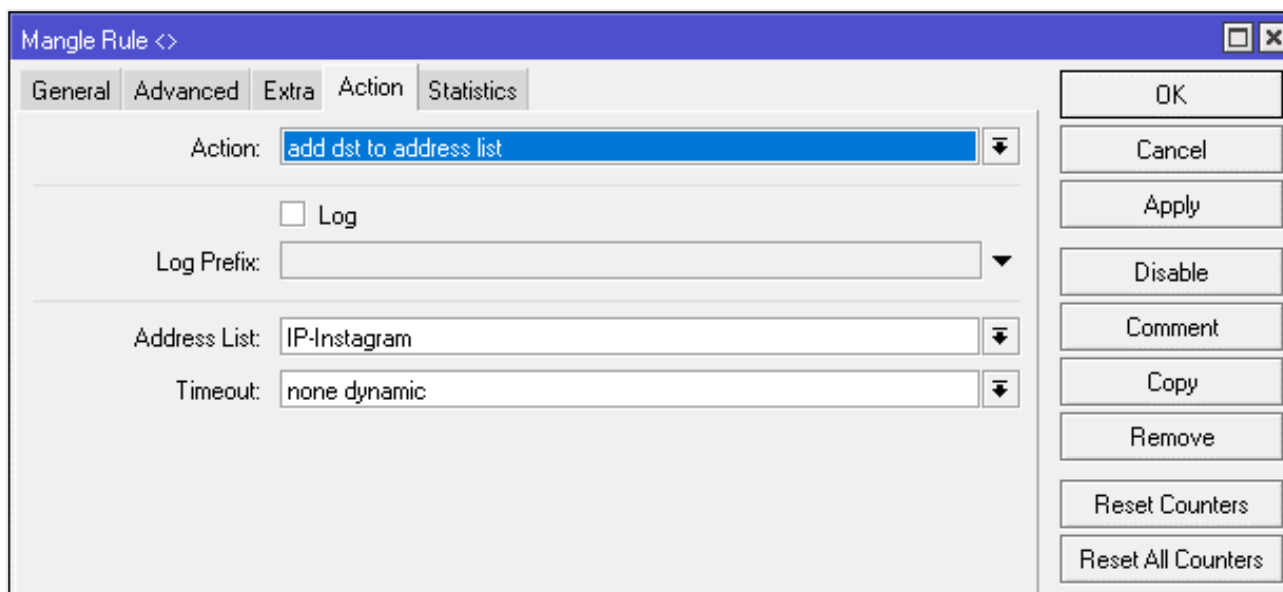 Mangle Rule <>
General Advanced Extra Action Statistics
OK
Action: add dst to address list
Cancel
Log
Apply
Log Prefix:
Disable
Address List: IP-Instagram
Comment
Timeout: none dynamic
Copy
Remove
Reset Counters
Reset All Counters